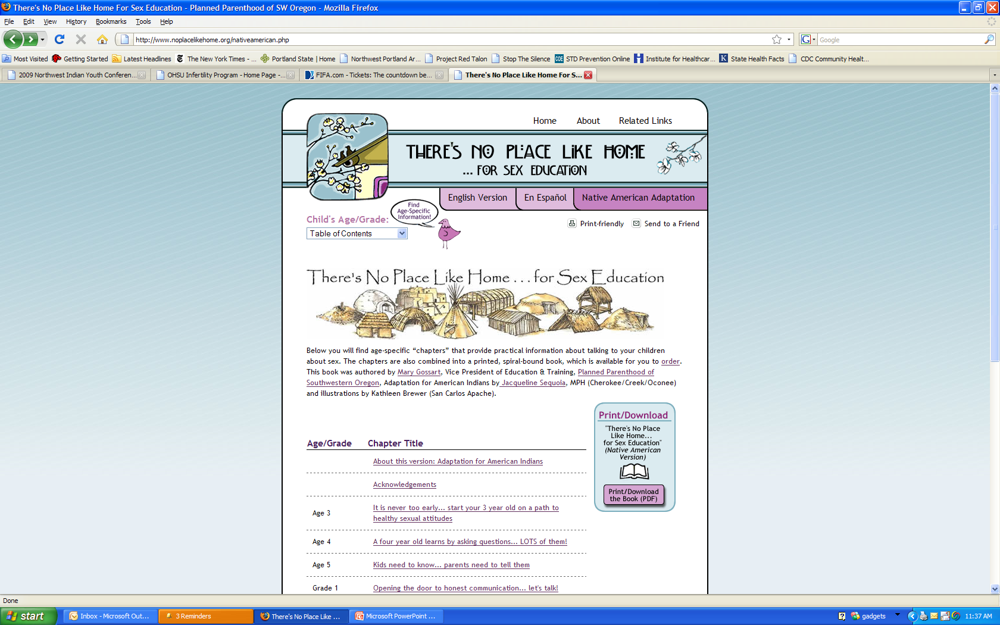 There's No Place Like Home For Sex Education - Planned Parenthood of SW Oregon - Mozilla Firefox
File Edit View History Bookmarks Tools Help
http://www.noplacelikehome.org/nativeamerican.php
G Google
Most Visited Getting Started Latest Headlines The New York Times - ... Portland State | Home Northwest Portland Ar... Project Red Talon Stop The Silence COE STD Prevention Online Institute for Healthcar... K State Health Facts CDC Community Healt...
2009 Northwest Indian Youth Conferen... OHSU Infertility Program - Home Page -... FIFA.com - Tickets: The countdown be... There's No Place Like Home For S...
Home About Related Links
THERE'S NO PLACE LIKE HOME
... FOR SEX EDUCATION
English Version En Español Native American Adaptation
Find
Age-Specific
Information!
Child's Age/Grade:
Table of Contents
Print-friendly Send to a Friend
There's No Place Like Home . . . for Sex Education
Below you will find age-specific “chapters” that provide practical information about talking to your children
about sex. The chapters are also combined into a printed, spiral-bound book, which is available for you to order.
This book was authored by Mary Gossart, Vice President of Education & Training, Planned Parenthood of
Southwestern Oregon, Adaptation for American Indians by Jacqueline Sequoia, MPH (Cherokee/Creek/Oconee)
and illustrations by Kathleen Brewer (San Carlos Apache).
Print/Download
"There's No Place
Like Home...
for Sex Education"
(Native American
Version)
Print/Download
the Book (PDF)
Age/Grade Chapter Title
About this version: Adaptation for American Indians
Acknowledgements
Age 3 It is never too early... start your 3 year old on a path to
healthy sexual attitudes
Age 4 A four year old learns by asking questions... LOTS of them!
Age 5 Kids need to know... parents need to tell them
Grade 1 Opening the door to honest communication... let's talk!
Done
start Inbox - Microsoft Out... 3 Reminders There's No Place Like ... Microsoft PowerPoint ... gadgets 11:37 AM